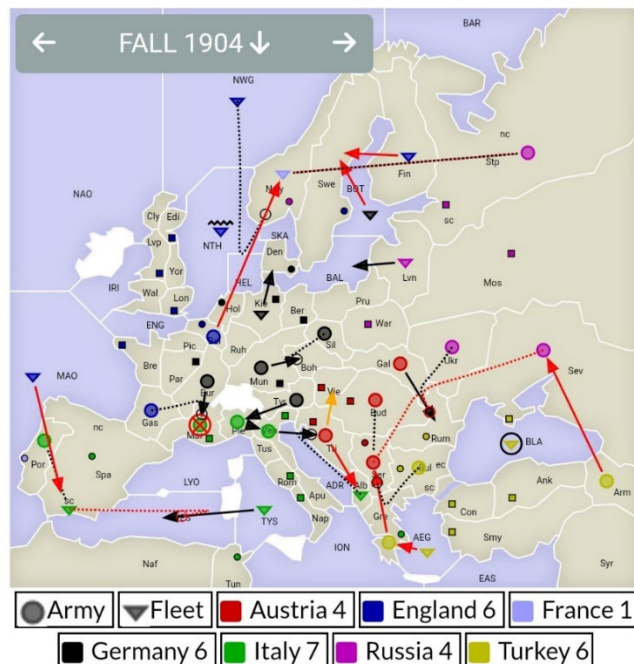 ← FALL 1904 ↓ →
BAR
NWG
nc
Stp
NAO
Fin
Nwy
Swe
BOT
Cly
Edi
NTH
sc
Lvp
SKA
Den
Yor
IRI
HEL
BAL
Lvn
Mos
Wal
Lon
Hol
Kie
Ber
Pru
ENG
Pic
Ruh
War
Bre
Sil
Par
Mun
Boh
Gal
Ukr
MAO
Bur
Tyr
Vie
Sev
Gas
Bud
nc
Mar
Pie
Tus
Tri
Rum
BLA
Por
Spa
Rom
Ser
Bul
ec
LYO
ADR
Alb
sc
Ank
Arm
sc
Apu
Con
TYS
Nap
Gre
Smy
ION
AEG
Naf
Tun
EAS
Syr
Army
Fleet
Austria 4
England 6
France 1
Germany 6
Italy 7
Russia 4
Turkey 6